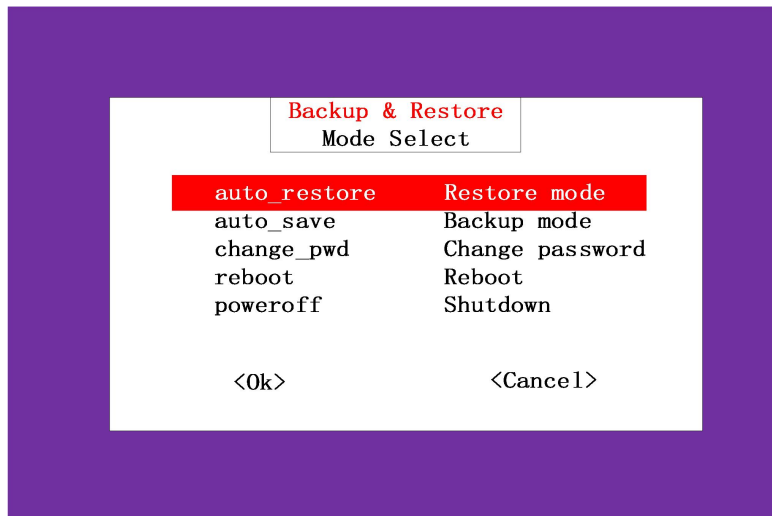 Backup & Restore
Mode Select
auto_restore Restore mode
auto_save Backup mode
change_pwd Change password
reboot Reboot
poweroff Shutdown
<Ok> <Cancel>